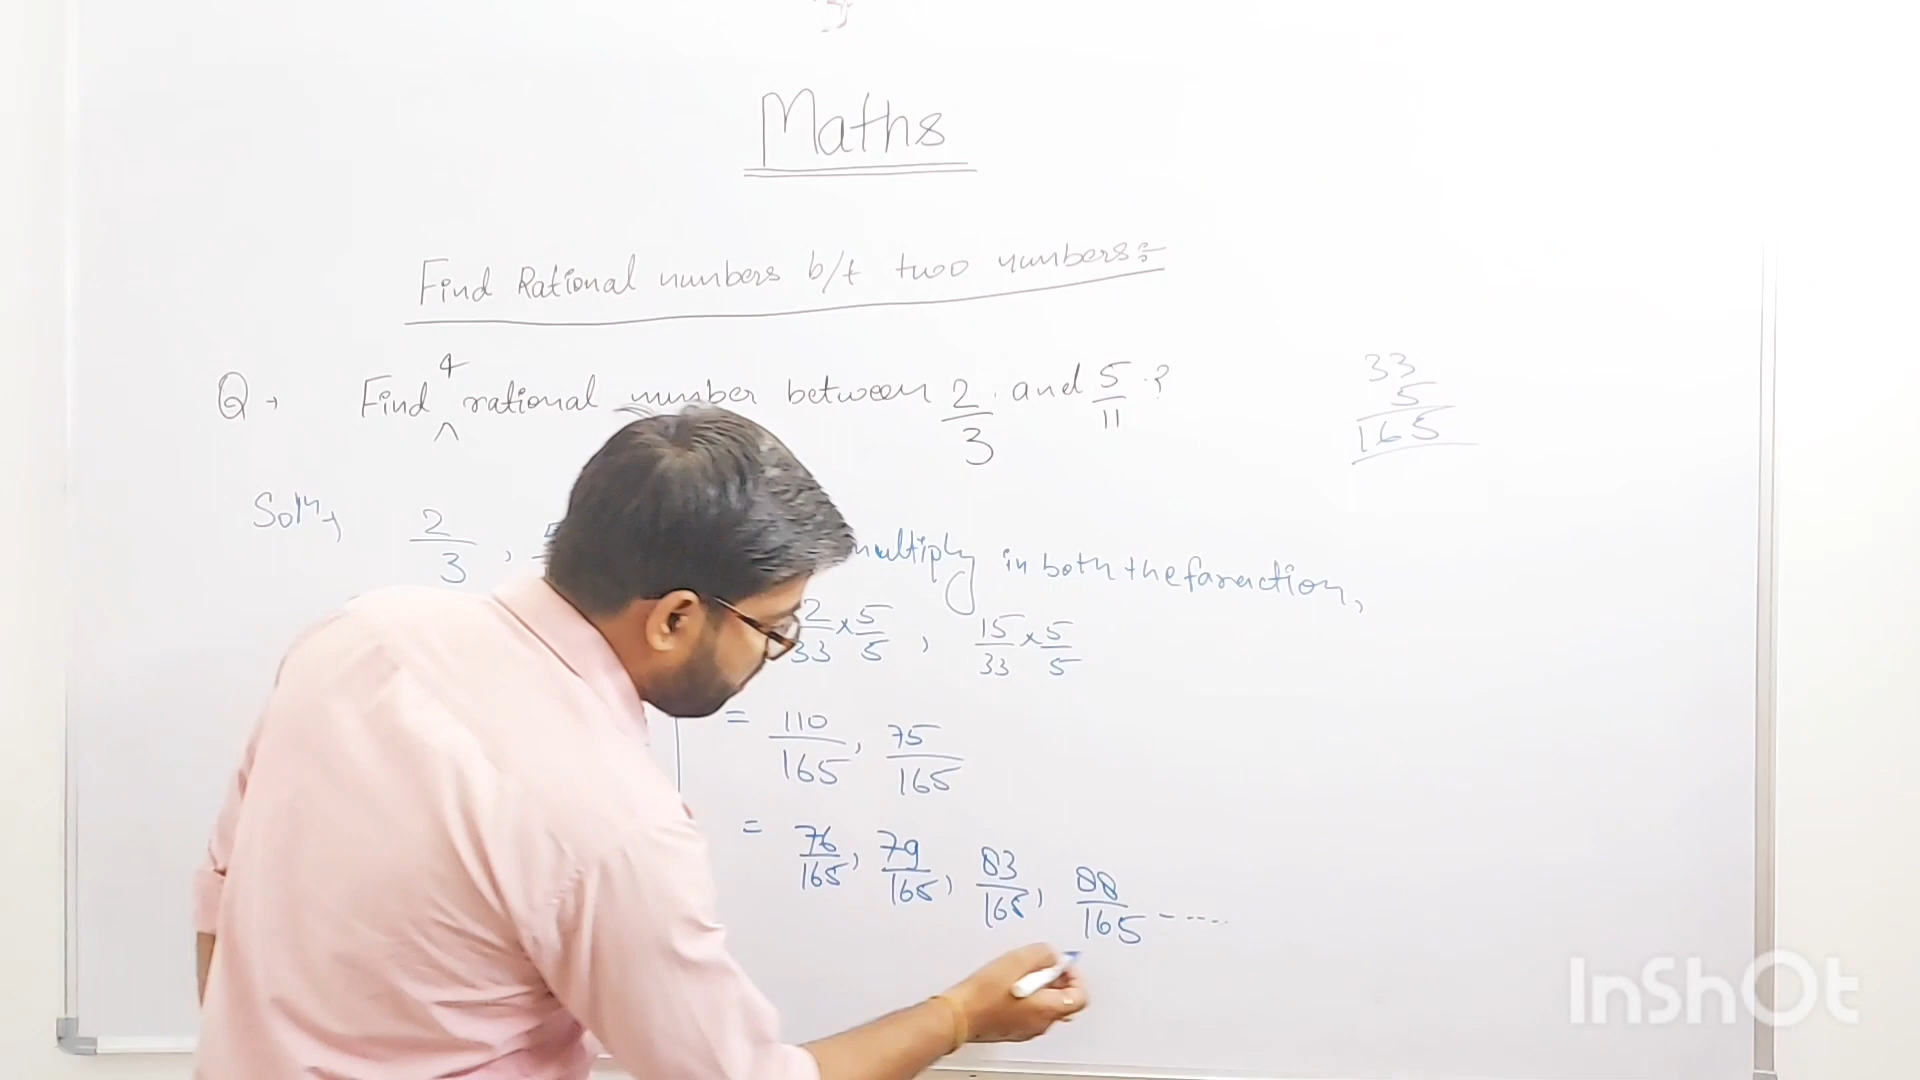 Maths
Find Rational numbers b/t two numbers:-
4
Q → Find ^ rational number between 2/3 and 5/11 ?
33
5
165
Soln → 2/3 ,
multiply in both the faraction,
2/33 × 5/5 , 15/33 × 5/5
= 110/165 , 75/165
= 76/165 , 79/165 , 83/165 , 88/165 -----
InShOt